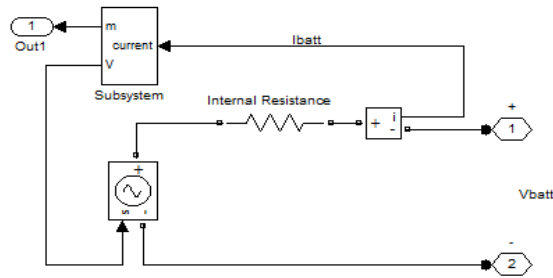 1
Out1
m
current
V
Subsystem
Ibatt
Internal Resistance
+ i
-
+
1
+
s -
Vbatt
-
2